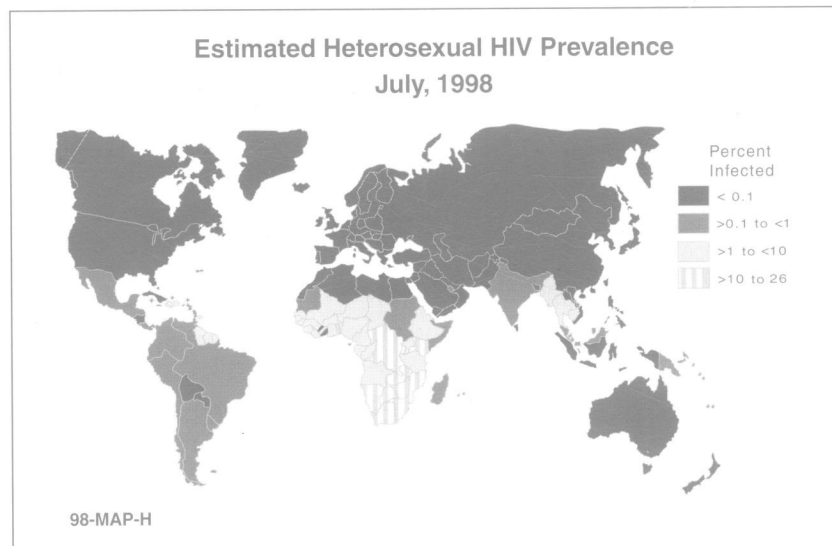 Estimated Heterosexual HIV Prevalence
July, 1998
Percent
Infected
< 0.1
>0.1 to <1
>1 to <10
>10 to 26
98-MAP-H